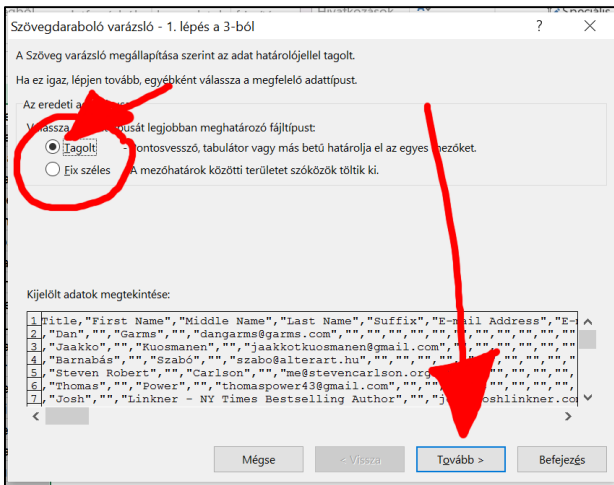 Szövegdaraboló varázsló - 1. lépés a 3-ból ? ×
A Szöveg varázsló megállapítása szerint az adat határolójellel tagolt.
Ha ez igaz, lépjen tovább, egyébként válassza a megfelelő adattípust.
Az eredeti
legjobban meghatározó fájltípust:
Tagolt - Pontosvessző, tabulátor vagy más betű határolja el az egyes mezőket.
Fix széles - A mezőhatárok közötti területet szóközök töltik ki.
Kijelölt adatok megtekintése:
1 Title,"First Name","Middle Name","Last Name","Suffix","E-mail Address","E-
2 ,"Dan","","Garms","","dangarms@garms.com","","","","","","","","",
3 ,"Jaakko","","Kuosmanen","","jaakkotkuosmanen@gmail.com","","","","","",
4 ,"Barnabás","","Szabó","","szabo@alterart.hu","","","","","","","","",
5 ,"Steven Robert","","Carlson","","me@stevencarlson.org
6 ,"Thomas","","Power","","thomaspower43@gmail.com","","
7 ,"Josh","","Linkner - NY Times Bestselling Author","","
Mégse < Vissza Tovább > Befejezés